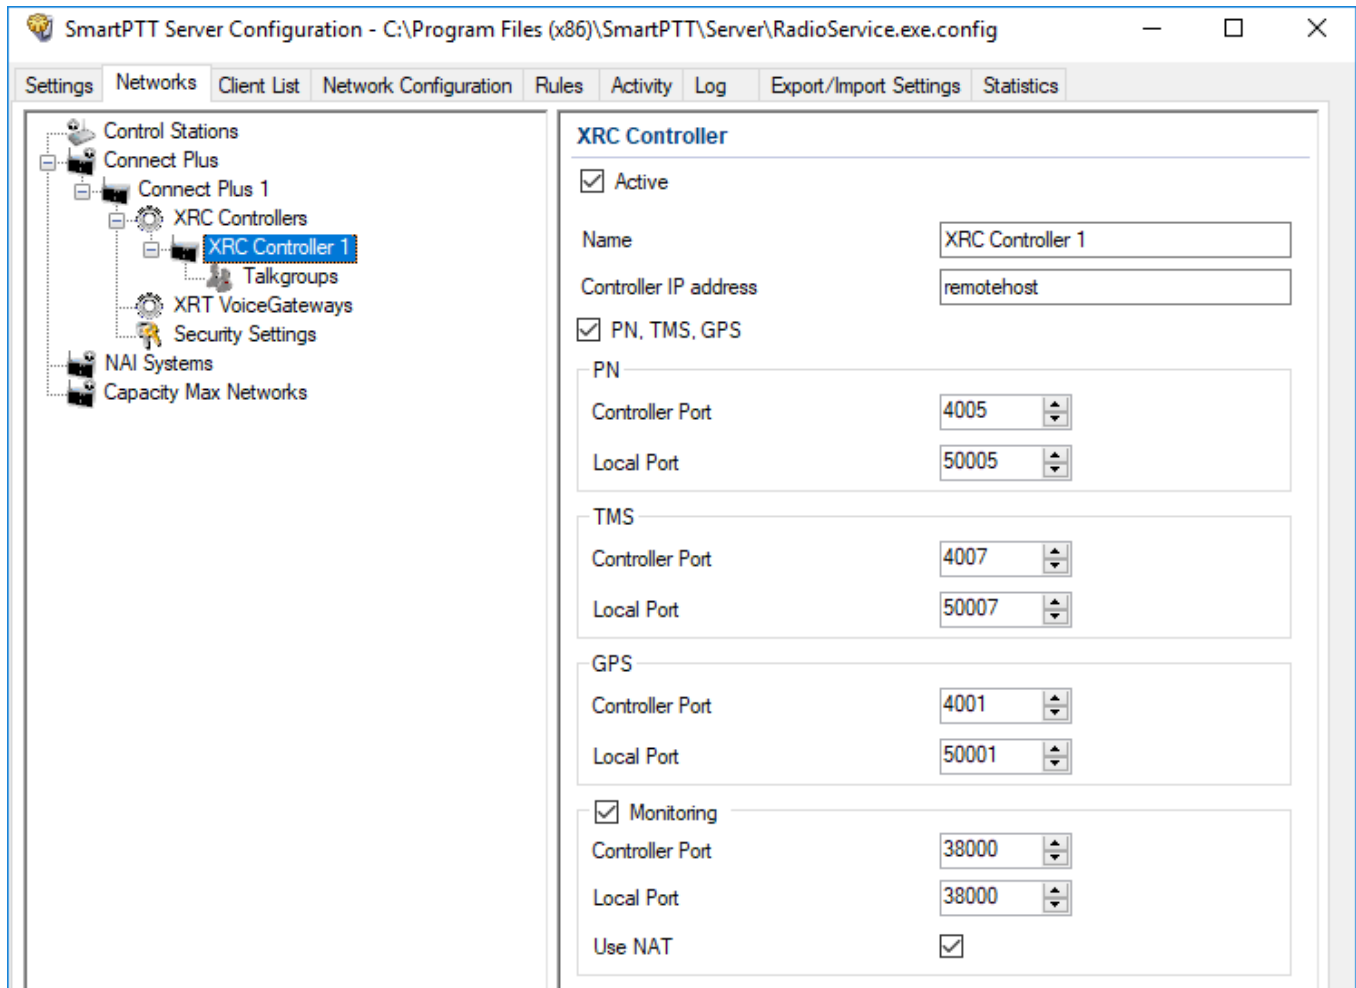 SmartPTT Server Configuration - C:\Program Files (x86)\SmartPTT\Server\RadioService.exe.config
Settings Networks Client List Network Configuration Rules Activity Log Export/Import Settings Statistics
Control Stations
Connect Plus
Connect Plus 1
XRC Controllers
XRC Controller 1
Talkgroups
XRT VoiceGateways
Security Settings
NAI Systems
Capacity Max Networks
XRC Controller
Active
Name XRC Controller 1
Controller IP address remotehost
PN, TMS, GPS
PN
Controller Port 4005
Local Port 50005
TMS
Controller Port 4007
Local Port 50007
GPS
Controller Port 4001
Local Port 50001
Monitoring
Controller Port 38000
Local Port 38000
Use NAT